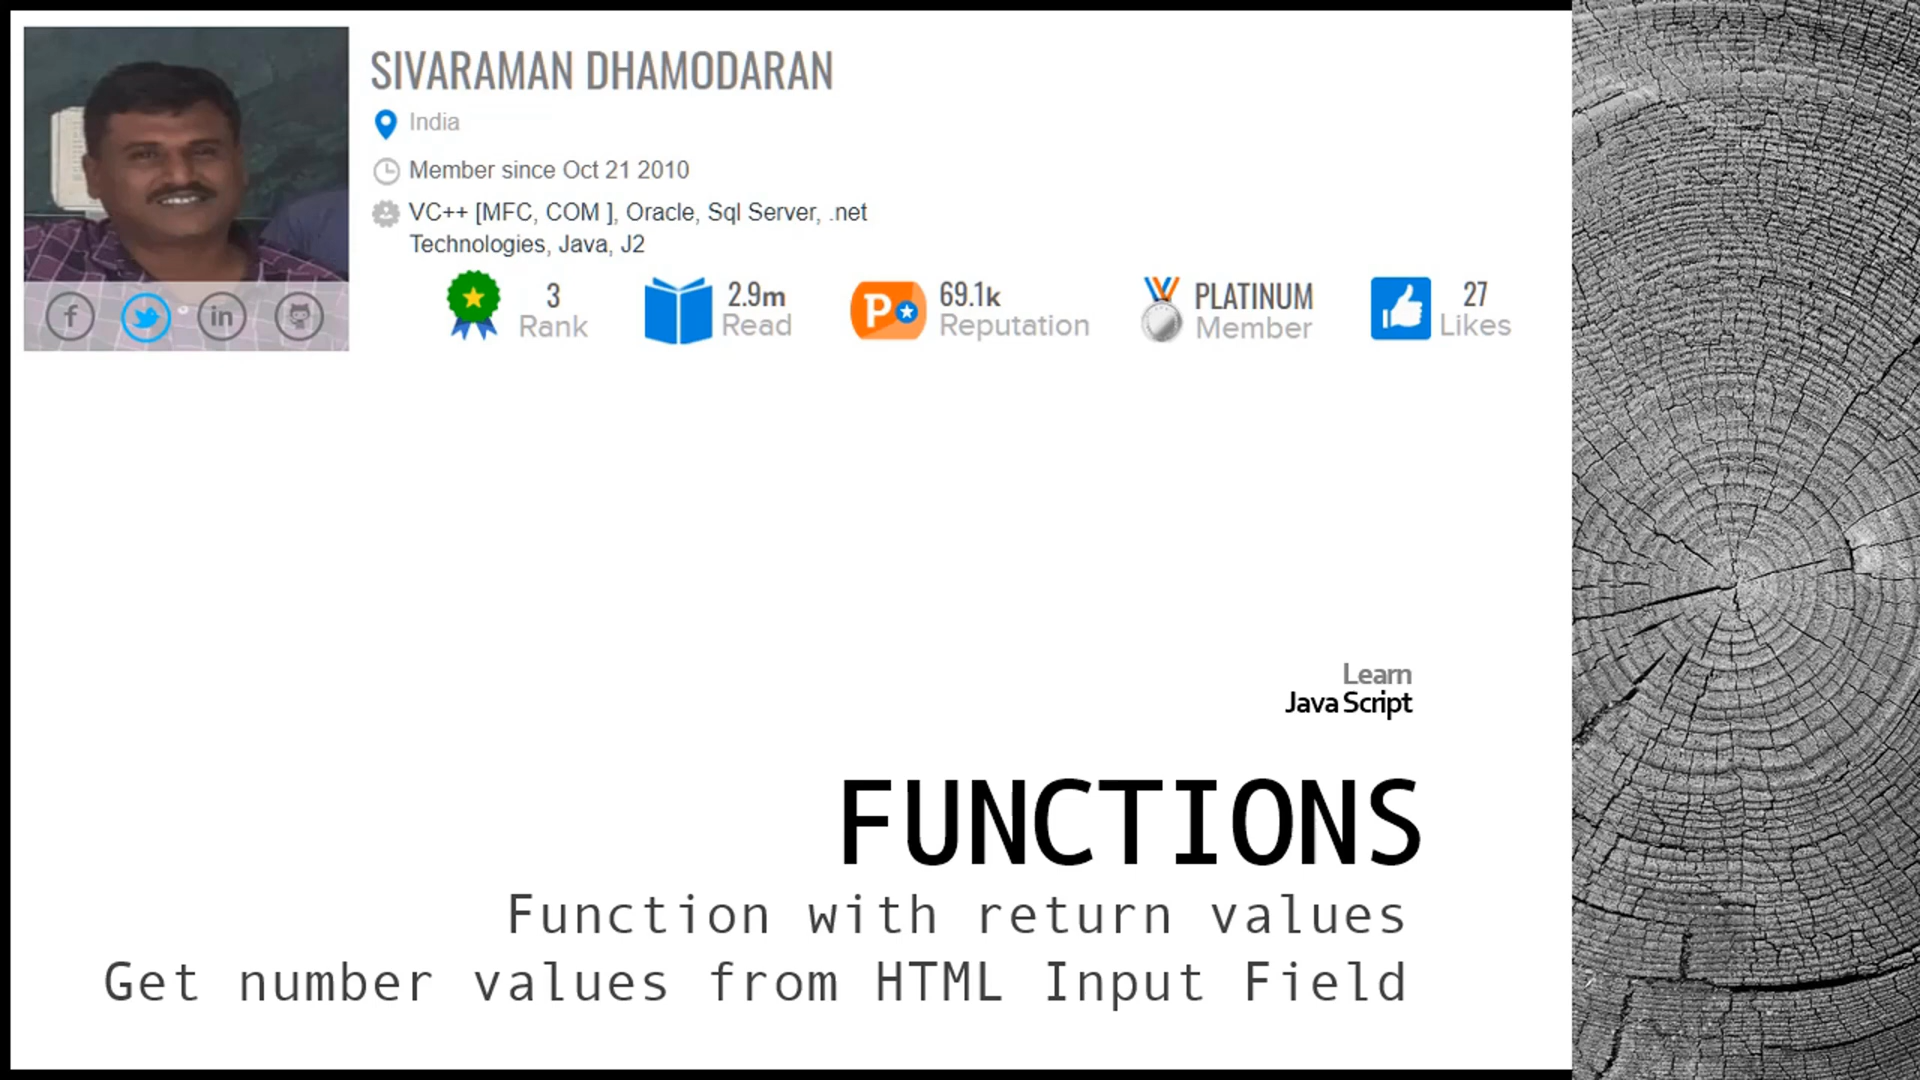 SIVARAMAN DHAMODARAN
India
Member since Oct 21 2010
VC++ [MFC, COM ], Oracle, Sql Server, .net
Technologies, Java, J2
3
Rank
2.9m
Read
P
69.1k
Reputation
PLATINUM
Member
27
Likes
f
in
Learn
Java Script
FUNCTIONS
Function with return values
Get number values from HTML Input Field